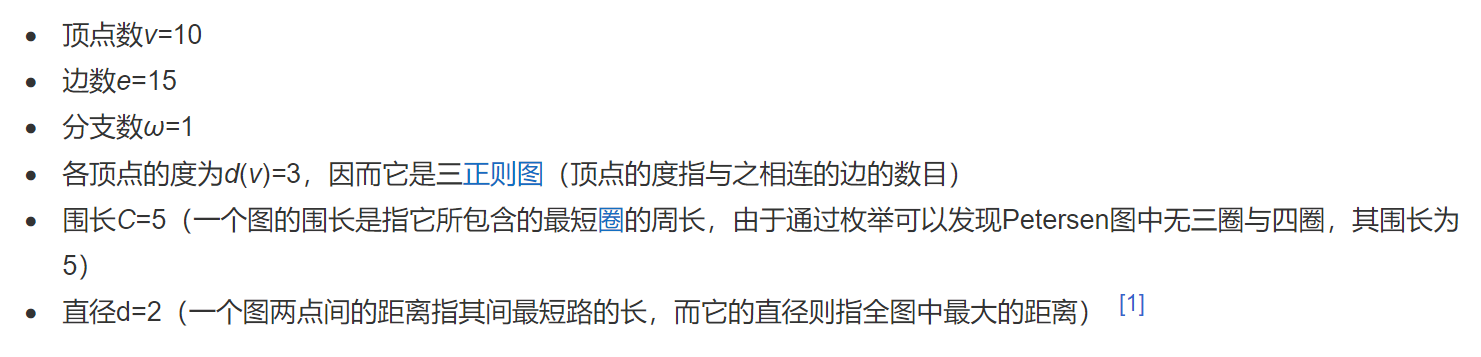 • 顶点数v=10
• 边数e=15
• 分支数ω=1
• 各顶点的度为d(v)=3，因而它是三正则图（顶点的度指与之相连的边的数目）
• 围长C=5（一个图的围长是指它所包含的最短圈的周长，由于通过枚举可以发现Petersen图中无三圈与四圈，其围长为
5）
• 直径d=2（一个图两点间的距离指其间最短路的长，而它的直径则指全图中最大的距离） [1]